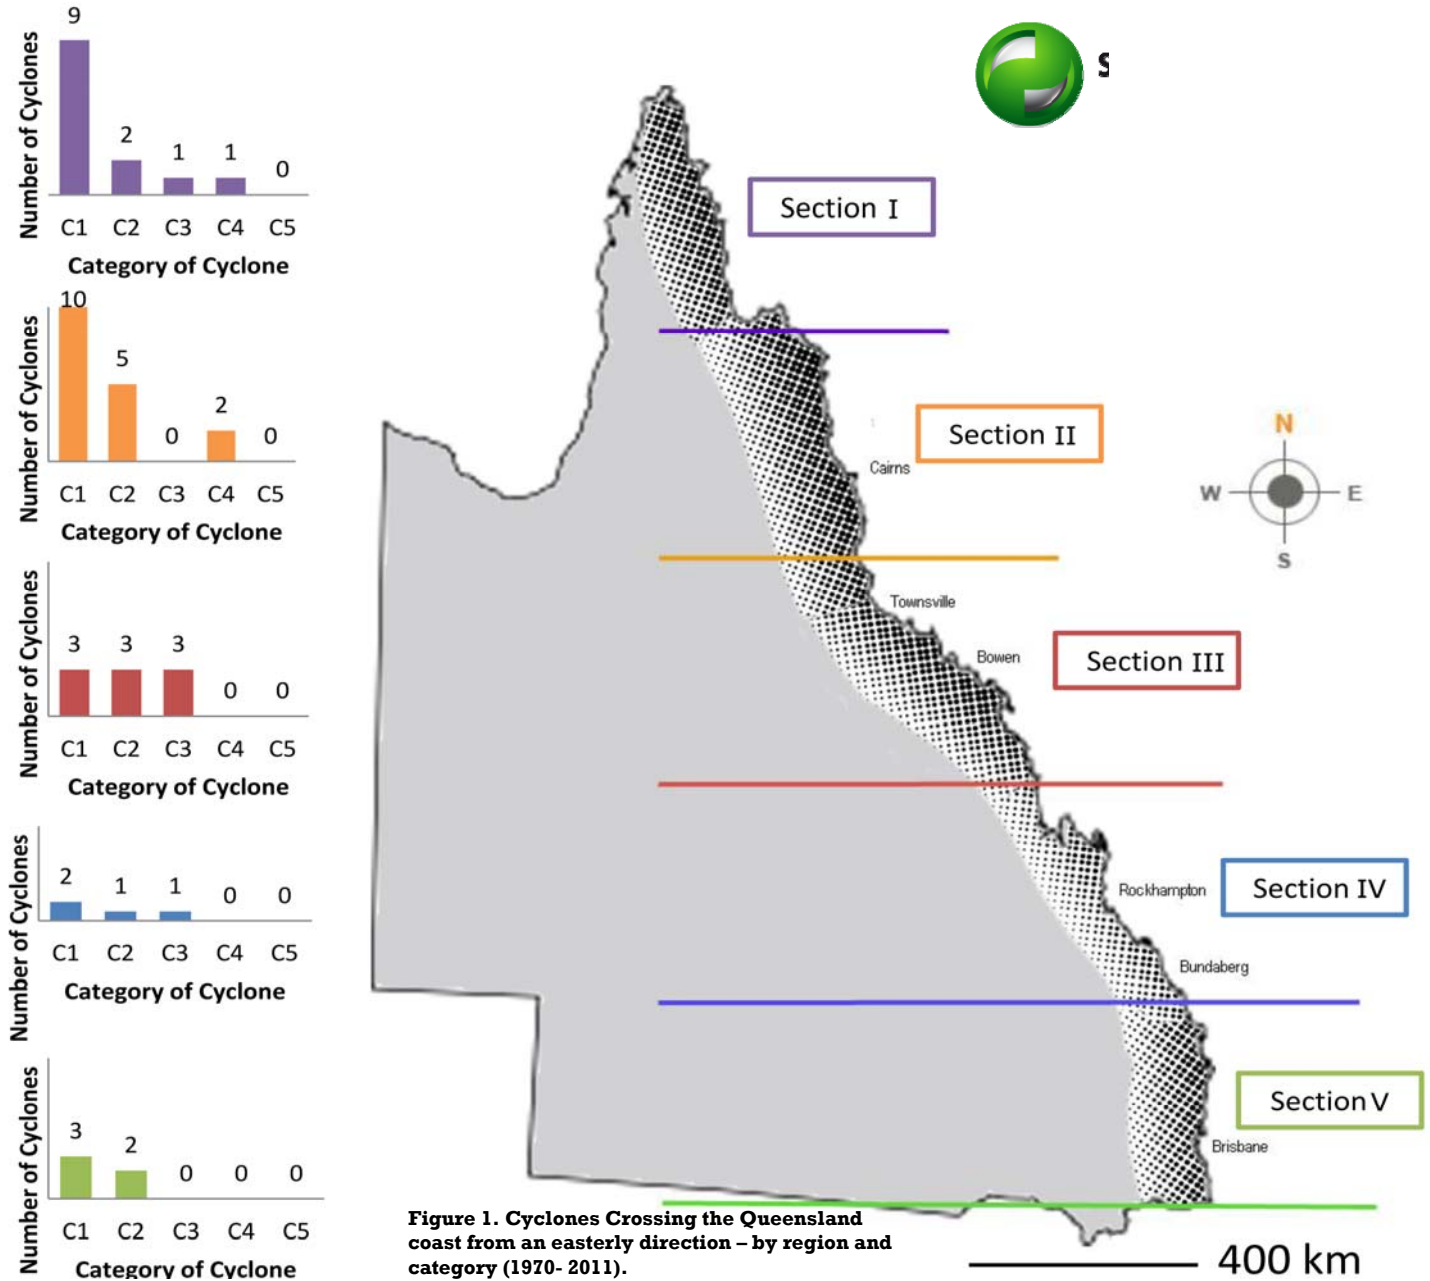 9
2
1
1
0
Number of Cyclones
C1 C2 C3 C4 C5
Category of Cyclone
10
5
0
2
0
Number of Cyclones
C1 C2 C3 C4 C5
Category of Cyclone
3
3
3
0
0
Number of Cyclones
C1 C2 C3 C4 C5
Category of Cyclone
2
1
1
0
0
Number of Cyclones
C1 C2 C3 C4 C5
Category of Cyclone
3
2
0
0
0
Number of Cyclones
C1 C2 C3 C4 C5
Category of Cyclone
Section I
Section II
Cairns
Townsville
Bowen
Section III
Rockhampton
Section IV
Bundaberg
Section V
Brisbane
N
W E
S
Figure 1. Cyclones Crossing the Queensland
coast from an easterly direction – by region and
category (1970- 2011).
400 km